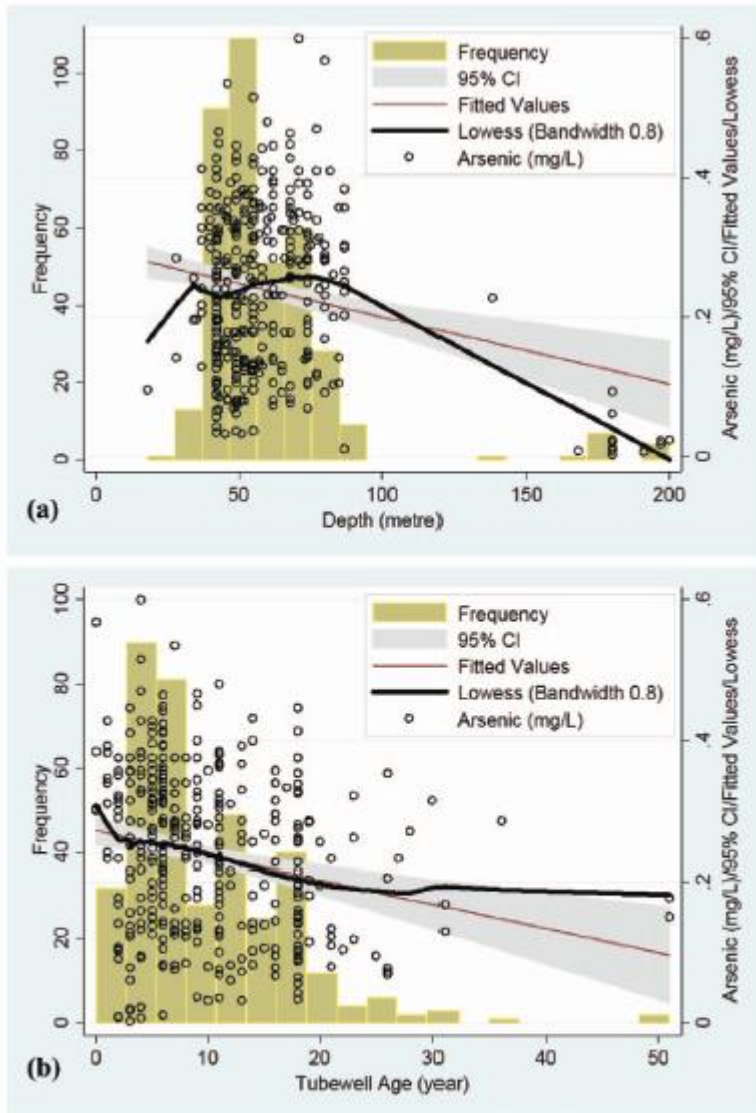 Frequency
95% CI
Fitted Values
Lowess (Bandwidth 0.8)
Arsenic (mg/L)
Frequency
0 20 40 60 80 100
Arsenic (mg/L)/95% CI/Fitted Values/Lowess
0 .2 .4 .6
0 50 100 150 200
Depth (metre)
(a)
Frequency
95% CI
Fitted Values
Lowess (Bandwidth 0.8)
Arsenic (mg/L)
Frequency
0 20 40 60 80 100
Arsenic (mg/L)/95% CI/Fitted Values/Lowess
0 .2 .4 .6
0 10 20 30 40 50
Tubewell Age (year)
(b)